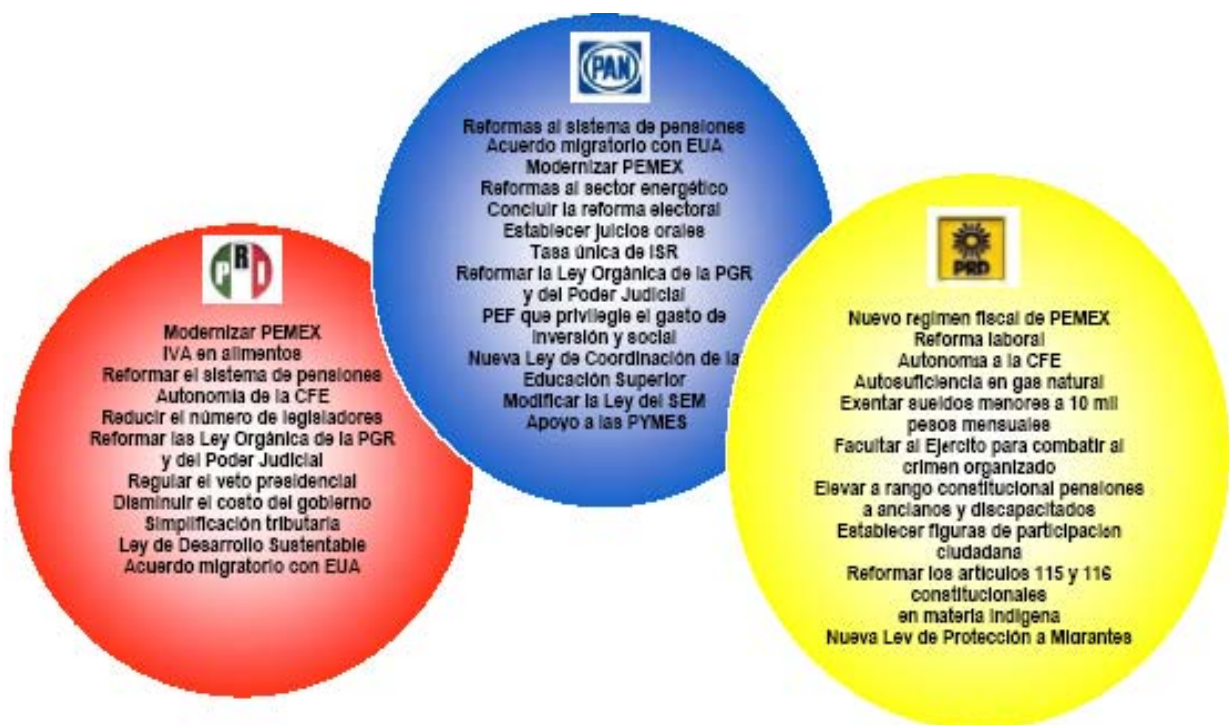 PRI
Modernizar PEMEX
IVA en alimentos
Reformar el sistema de pensiones
Autonomía de la CFE
Reducir el número de legisladores
Reformar las Ley Orgánica de la PGR
y del Poder Judicial
Regular el veto presidencial
Disminuir el costo del gobierno
Simplificación tributaria
Ley de Desarrollo Sustentable
Acuerdo migratorio con EUA
PAN
Reformas al sistema de pensiones
Acuerdo migratorio con EUA
Modernizar PEMEX
Reformas al sector energético
Concluir la reforma electoral
Establecer juicios orales
Tasa única de ISR
Reformar la Ley Orgánica de la PGR
y del Poder Judicial
PEF que privilegie el gasto de
inversión y social
Nueva Ley de Coordinación de la
Educación Superior
Modificar la Ley del SEM
Apoyo a las PYMES
PRD
Nuevo régimen fiscal de PEMEX
Reforma laboral
Autonomía a la CFE
Autosuficiencia en gas natural
Exentar sueldos menores a 10 mil
pesos mensuales
Facultar al Ejercito para combatir al
crimen organizado
Elevar a rango constitucional pensiones
a ancianos y discapacitados
Establecer figuras de participación
ciudadana
Reformar los artículos 115 y 116
constitucionales
en materia indígena
Nueva Ley de Protección a Migrantes